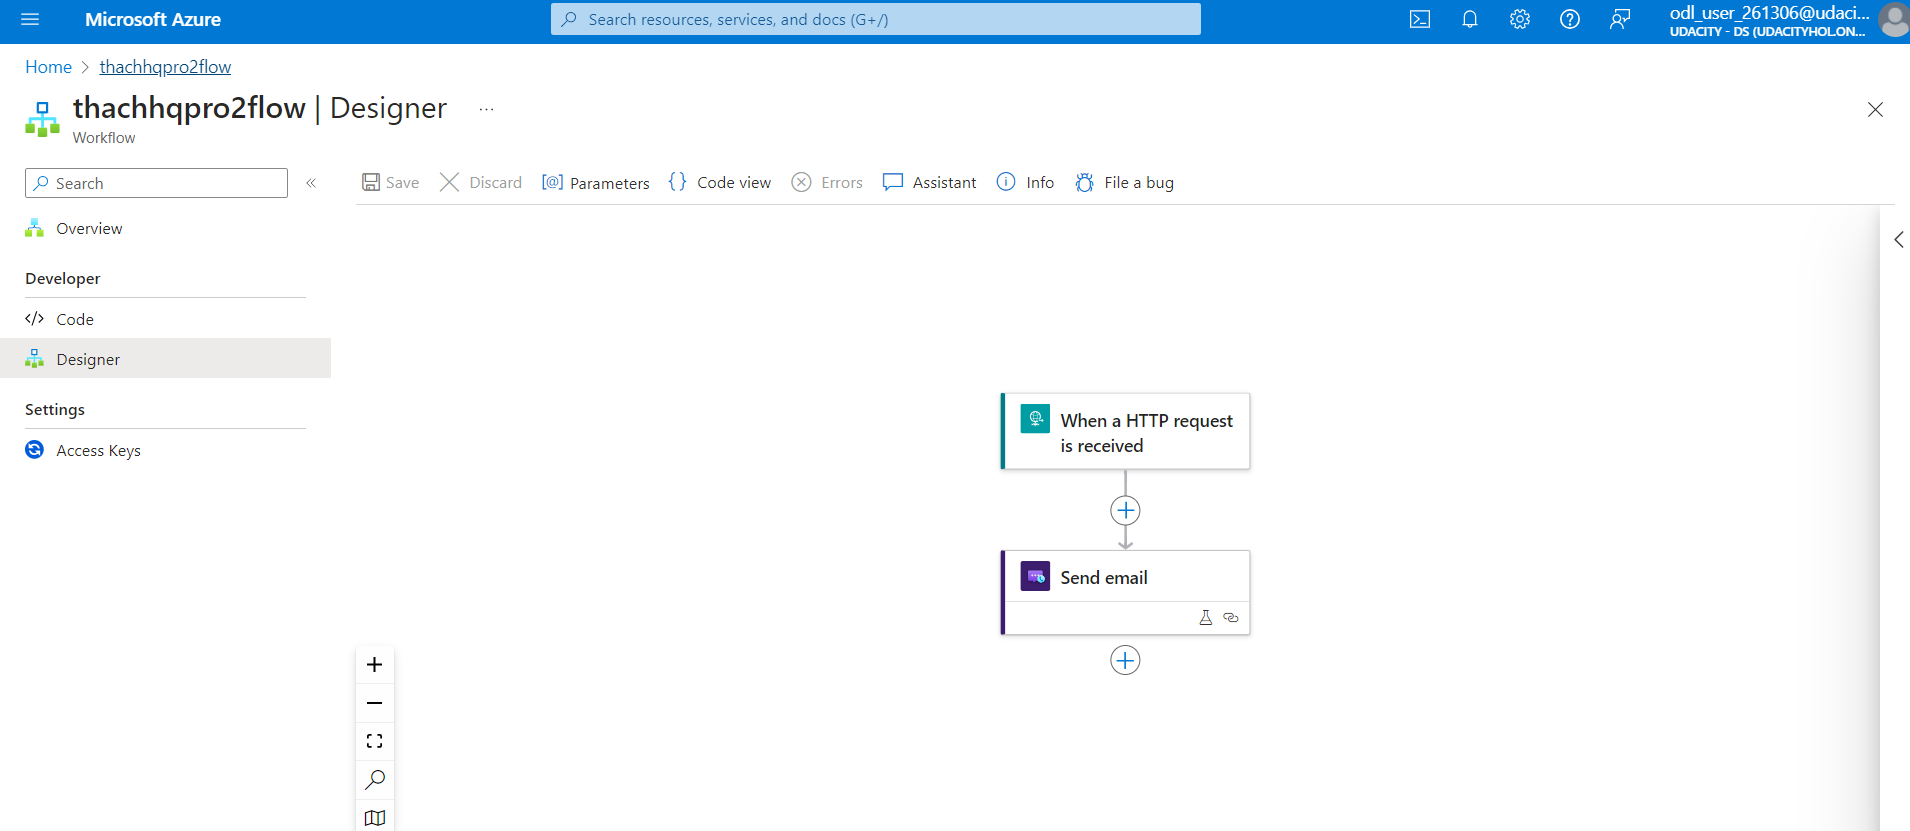 Microsoft Azure
Search resources, services, and docs (G+/)
odl_user_261306@udaci...
UDACITY - DS (UDACITYHOL.ON...
Home > thachhqpro2flow
thachhqpro2flow | Designer ...
Workflow
Search «
Save Discard [@] Parameters {} Code view Errors Assistant Info File a bug
Overview
Developer
</> Code
Designer
Settings
Access Keys
When a HTTP request
is received
Send email